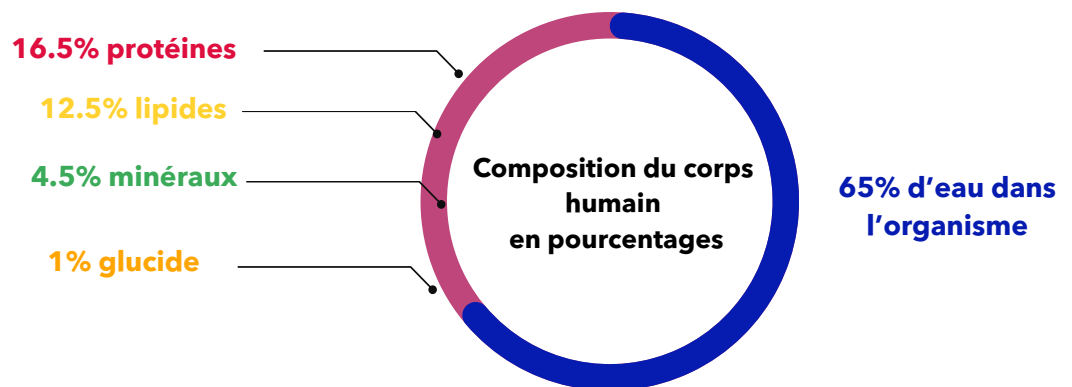 16.5% protéines
12.5% lipides
4.5% minéraux
1% glucide
Composition du corps
humain
en pourcentages
65% d’eau dans
l’organisme